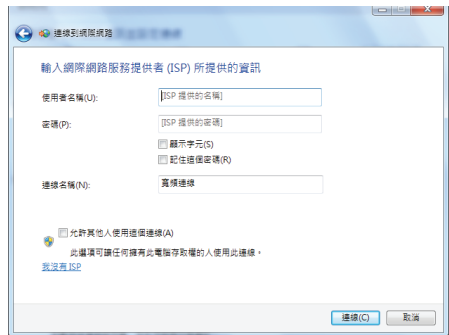 連線到網際網路
輸入網際網路服務提供者 (ISP) 所提供的資訊
使用者名稱(U):
[ISP 提供的名稱]
密碼(P):
[ISP 提供的密碼]
顯示字元(S)
記住這個密碼(R)
連線名稱(N):
寬頻連線
允許其他人使用這個連線(A)
此選項可讓任何擁有此電腦存取權的人使用此連線。
我沒有 ISP
連線(C)
取消